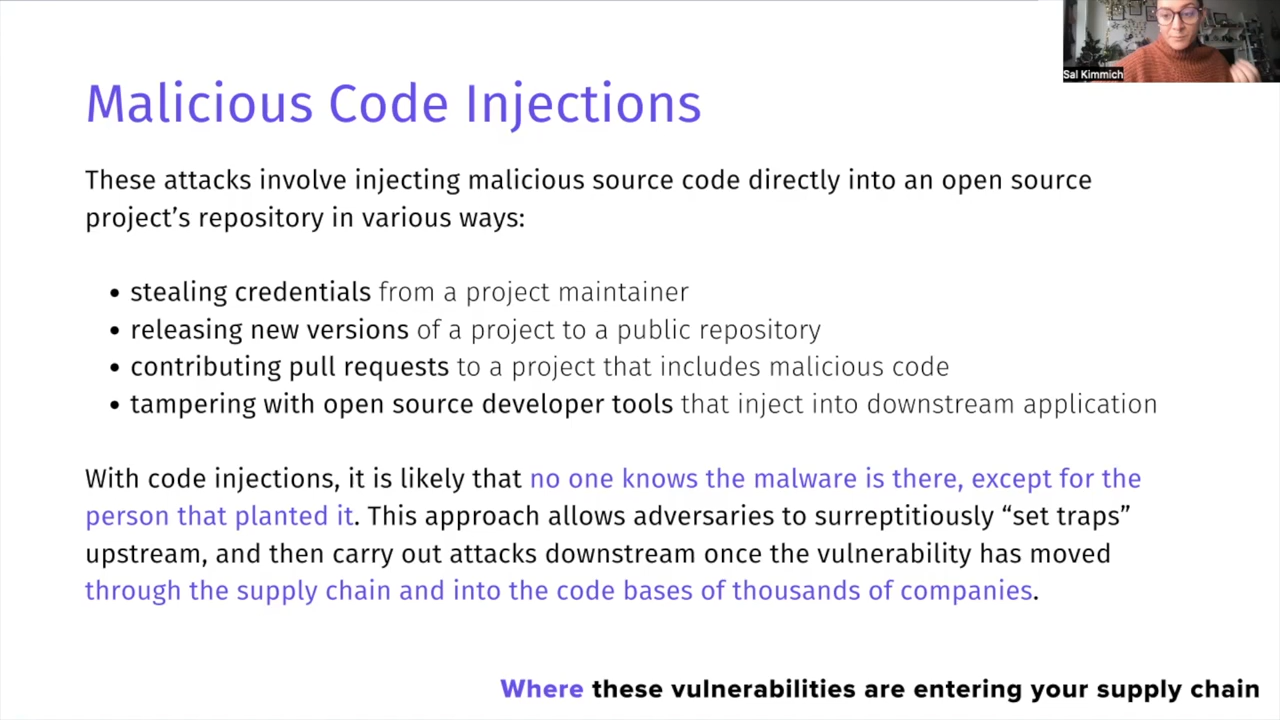 Sal Kimmich
Malicious Code Injections
These attacks involve injecting malicious source code directly into an open source
project’s repository in various ways:
• stealing credentials from a project maintainer
• releasing new versions of a project to a public repository
• contributing pull requests to a project that includes malicious code
• tampering with open source developer tools that inject into downstream application
With code injections, it is likely that no one knows the malware is there, except for the
person that planted it. This approach allows adversaries to surreptitiously “set traps”
upstream, and then carry out attacks downstream once the vulnerability has moved
through the supply chain and into the code bases of thousands of companies.
Where these vulnerabilities are entering your supply chain